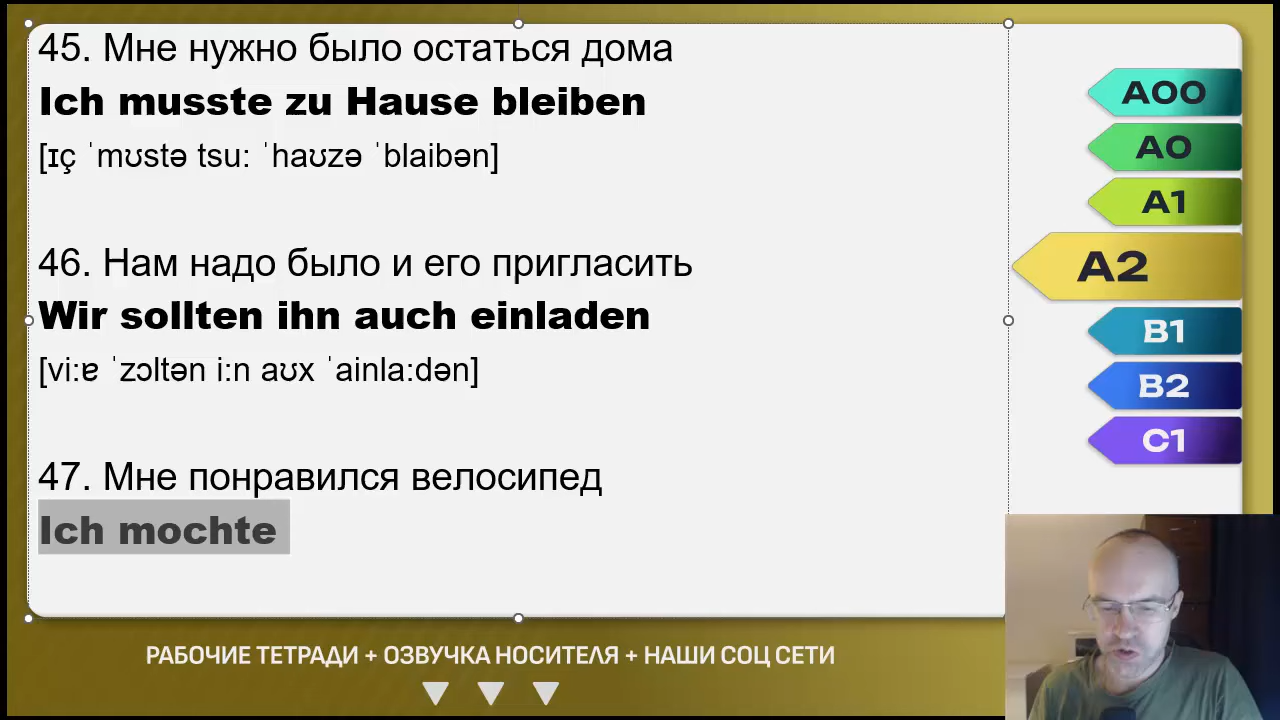 45. Мне нужно было остаться дома
Ich musste zu Hause bleiben
[ɪç ˈmʊstə tsu: ˈhaʊzə ˈblaibən]
46. Нам надо было и его пригласить
Wir sollten ihn auch einladen
[vi:ɐ ˈzɔltən i:n aʊx ˈainla:dən]
47. Мне понравился велосипед
Ich mochte
A00
A0
A1
A2
B1
B2
C1
РАБОЧИЕ ТЕТРАДИ + ОЗВУЧКА НОСИТЕЛЯ + НАШИ СОЦ СЕТИ